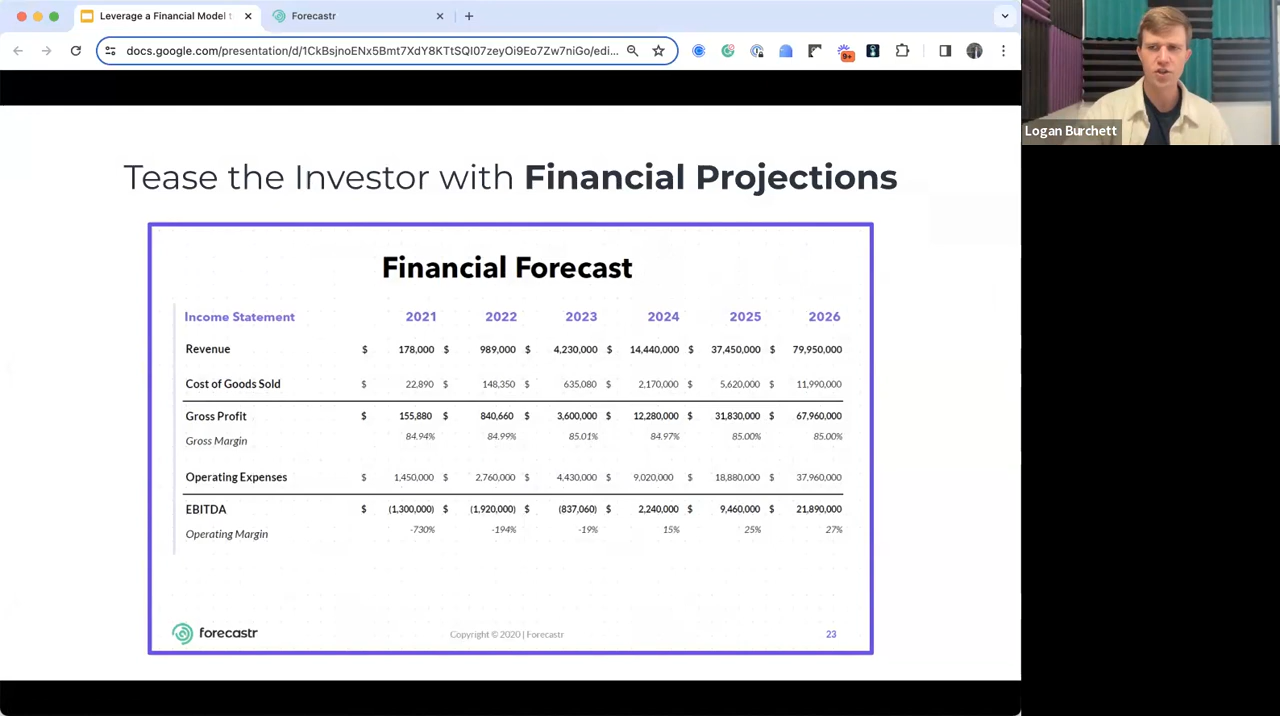 Leverage a Financial Model t
Forecastr
docs.google.com/presentation/d/1CkBsjnoENx5Bmt7XdY8KTtSQI07zeyOi9Eo7Zw7niGo/edi...
9+
Logan Burchett
Tease the Investor with Financial Projections
Financial Forecast
Income Statement 2021 2022 2023 2024 2025 2026
Revenue $ 178,000 $ 989,000 $ 4,230,000 $ 14,440,000 $ 37,450,000 $ 79,950,000
Cost of Goods Sold $ 22,890 $ 148,350 $ 635,080 $ 2,170,000 $ 5,620,000 $ 11,990,000
Gross Profit $ 155,880 $ 840,660 $ 3,600,000 $ 12,280,000 $ 31,830,000 $ 67,960,000
Gross Margin 84.94% 84.99% 85.01% 84.97% 85.00% 85.00%
Operating Expenses $ 1,450,000 $ 2,760,000 $ 4,430,000 $ 9,020,000 $ 18,880,000 $ 37,960,000
EBITDA $ (1,300,000) $ (1,920,000) $ (837,060) $ 2,240,000 $ 9,460,000 $ 21,890,000
Operating Margin -730% -194% -19% 15% 25% 27%
forecastr
Copyright © 2020 | Forecastr
23